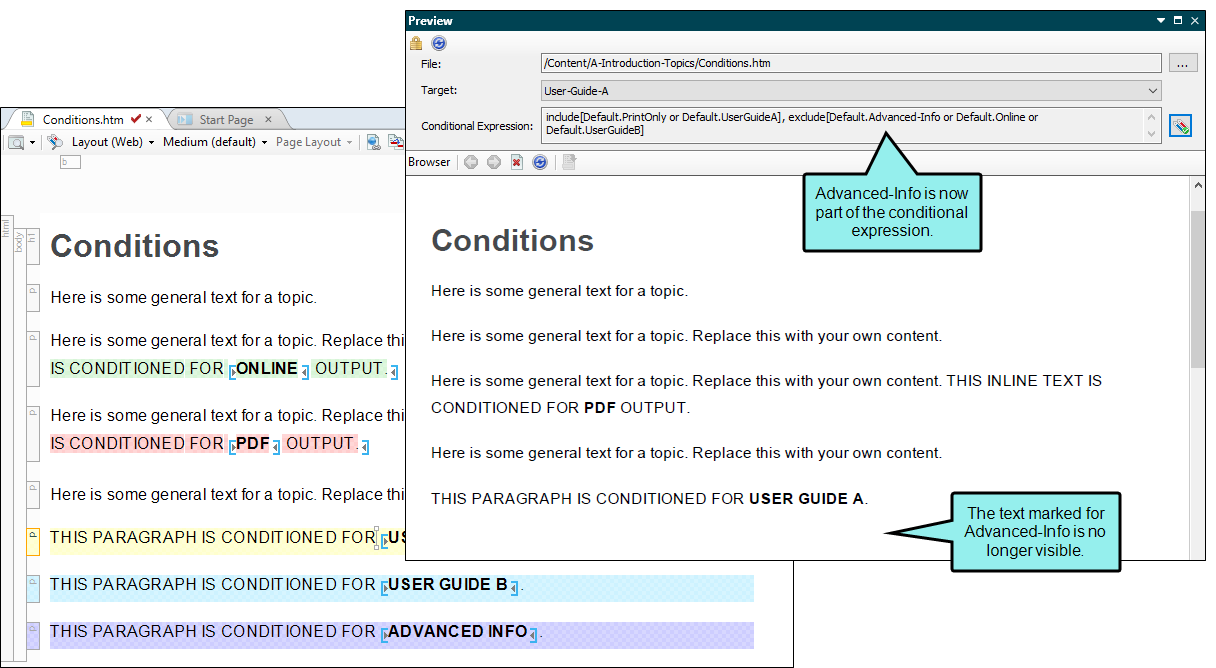 Preview
File:
/Content/A-Introduction-Topics/Conditions.htm
...
Target:
User-Guide-A
Conditional Expression:
include[Default.PrintOnly or Default.UserGuideA], exclude[Default.Advanced-Info or Default.Online or
Default.UserGuideB]
Browser
Advanced-Info is now
part of the conditional
expression.
Conditions
Here is some general text for a topic.
Here is some general text for a topic. Replace this with your own content.
Here is some general text for a topic. Replace this with your own content. THIS INLINE TEXT IS
CONDITIONED FOR PDF OUTPUT.
Here is some general text for a topic. Replace this with your own content.
THIS PARAGRAPH IS CONDITIONED FOR USER GUIDE A.
The text marked for
Advanced-Info is no
longer visible.
Conditions.htm
Start Page
Layout (Web)
Medium (default)
Page Layout
b
html
body
h1
Conditions
p
Here is some general text for a topic.
p
Here is some general text for a topic. Replace thi
IS CONDITIONED FOR ONLINE OUTPUT.
p
Here is some general text for a topic. Replace thi
IS CONDITIONED FOR PDF OUTPUT.
p
Here is some general text for a topic. Replace thi
p
THIS PARAGRAPH IS CONDITIONED FOR US
p
THIS PARAGRAPH IS CONDITIONED FOR USER GUIDE B.
p
THIS PARAGRAPH IS CONDITIONED FOR ADVANCED INFO.